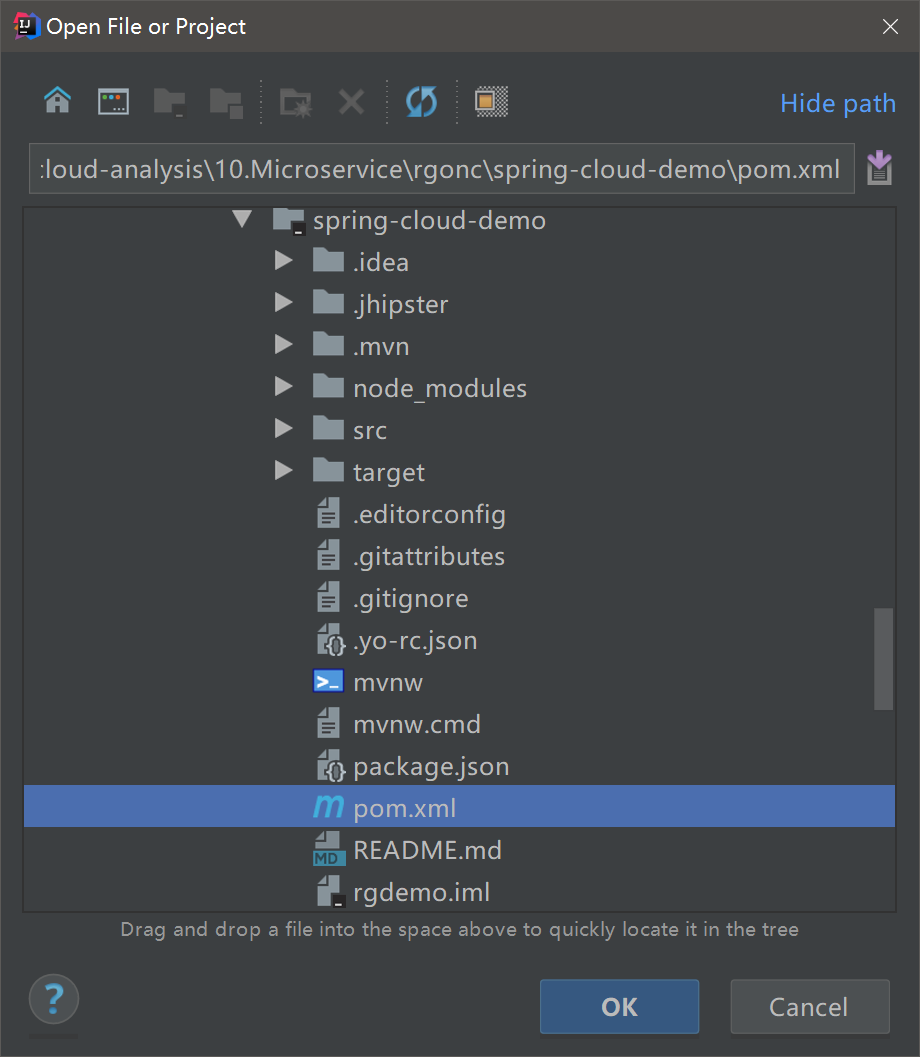 Open File or Project
Hide path
:loud-analysis\10.Microservice\rgonc\spring-cloud-demo\pom.xml
spring-cloud-demo
.idea
.jhipster
.mvn
node_modules
src
target
.editorconfig
.gitattributes
.gitignore
.yo-rc.json
mvnw
mvnw.cmd
package.json
pom.xml
README.md
rgdemo.iml
Drag and drop a file into the space above to quickly locate it in the tree
OK
Cancel